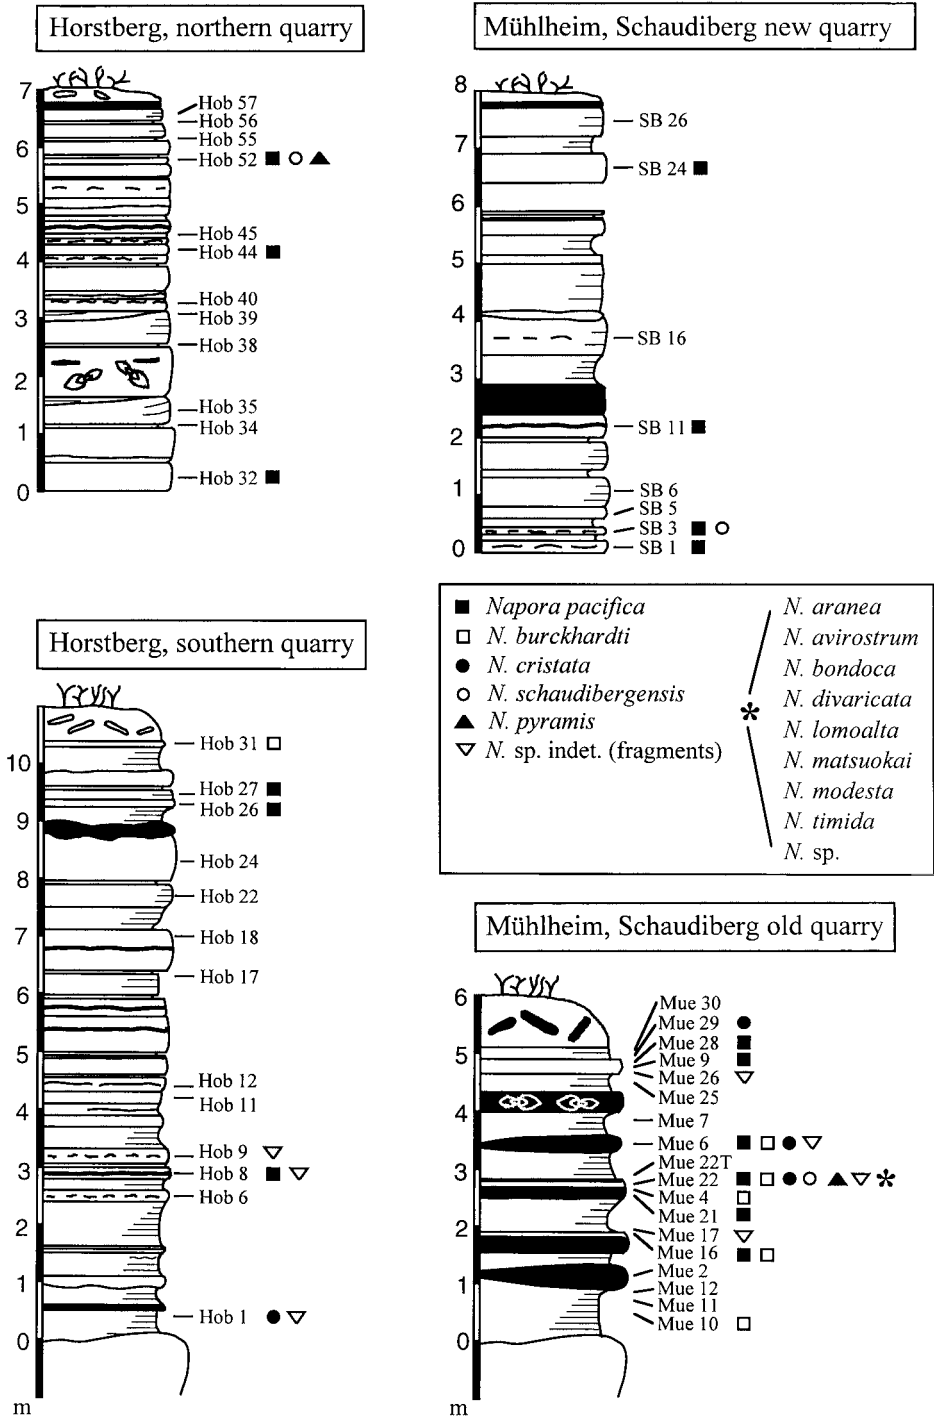 Horstberg, northern quarry
7
6
5
4
3
2
1
0
Hob 57
Hob 56
Hob 55
Hob 52
Hob 45
Hob 44
Hob 40
Hob 39
Hob 38
Hob 35
Hob 34
Hob 32
Mühlheim, Schaudiberg new quarry
8
7
6
5
4
3
2
1
0
SB 26
SB 24
SB 16
SB 11
SB 6
SB 5
SB 3
SB 1
Napora pacifica
N. burckhardti
N. cristata
N. schaudibergensis
N. pyramis
N. sp. indet. (fragments)
*
N. aranea
N. avirostrum
N. bondoca
N. divaricata
N. lomoalta
N. matsuokai
N. modesta
N. timida
N. sp.
Horstberg, southern quarry
10
9
8
7
6
5
4
3
2
1
0
m
Hob 31
Hob 27
Hob 26
Hob 24
Hob 22
Hob 18
Hob 17
Hob 12
Hob 11
Hob 9
Hob 8
Hob 6
Hob 1
Mühlheim, Schaudiberg old quarry
6
5
4
3
2
1
0
m
Mue 30
Mue 29
Mue 28
Mue 9
Mue 26
Mue 25
Mue 7
Mue 6
Mue 22T
Mue 22 *
Mue 4
Mue 21
Mue 17
Mue 16
Mue 2
Mue 12
Mue 11
Mue 10